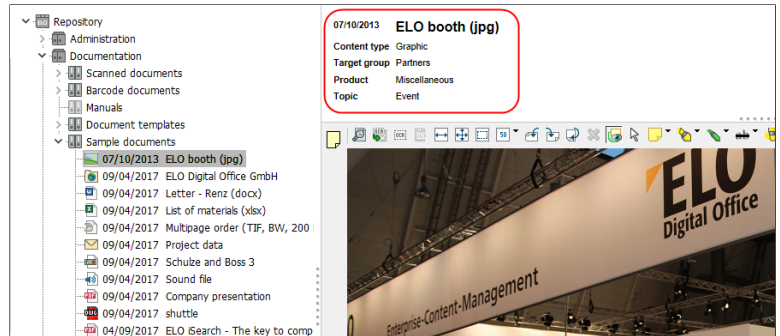 Repository
Administration
Documentation
Scanned documents
Barcode documents
Manuals
Document templates
Sample documents
07/10/2013 ELO booth (jpg)
09/04/2017 ELO Digital Office GmbH
09/04/2017 Letter - Renz (docx)
09/04/2017 List of materials (xlsx)
09/04/2017 Multipage order (TIF, BW, 200
09/04/2017 Project data
09/04/2017 Schulze and Boss 3
09/04/2017 Sound file
09/04/2017 Company presentation
09/04/2017 shuttle
04/09/2017 ELO iSearch - The key to comp
07/10/2013 ELO booth (jpg)
Content type Graphic
Target group Partners
Product Miscellaneous
Topic Event
OCR
50
ELO
Digital Office
Enterprise-Content-Management